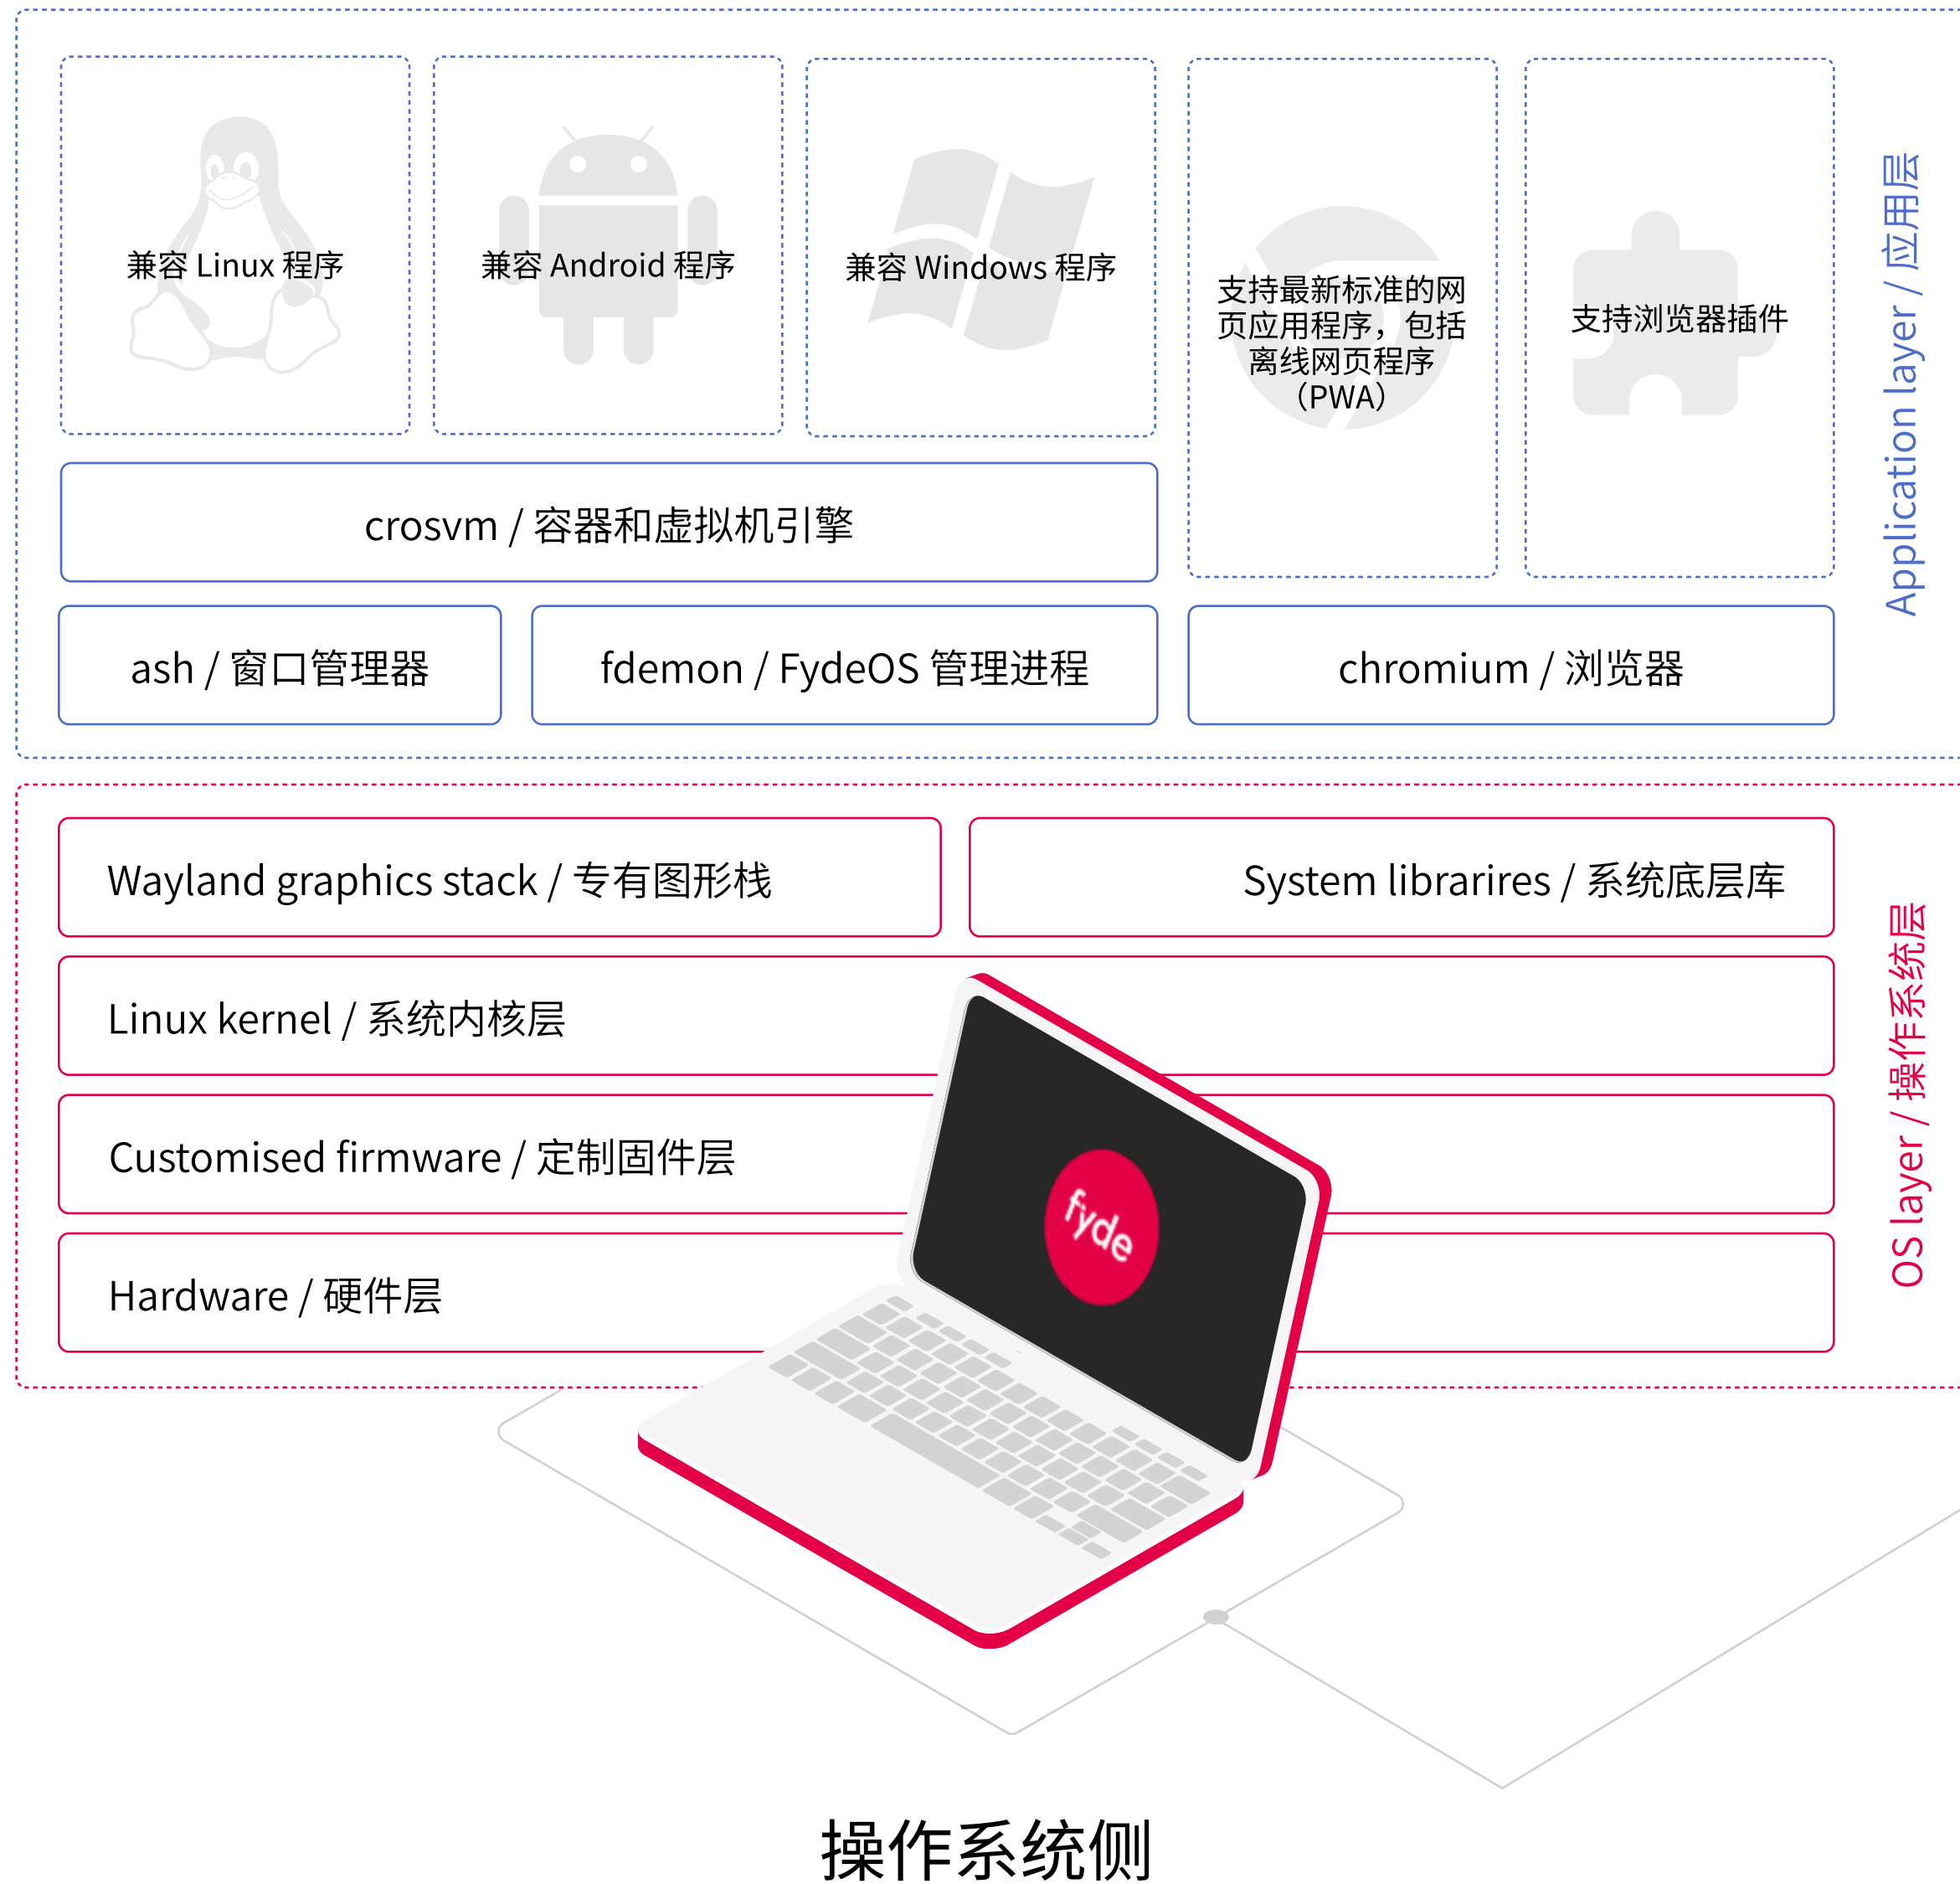 兼容 Linux 程序
兼容 Android 程序
兼容 Windows 程序
支持最新标准的网
页应用程序，包括
离线网页程序
（PWA）
支持浏览器插件
Application layer / 应用层
crosvm / 容器和虚拟机引擎
ash / 窗口管理器
fdemon / FydeOS 管理进程
chromium / 浏览器
Wayland graphics stack / 专有图形栈
System librarires / 系统底层库
Linux kernel / 系统内核层
Customised firmware / 定制固件层
Hardware / 硬件层
OS layer / 操作系统层
fyde
操作系统侧